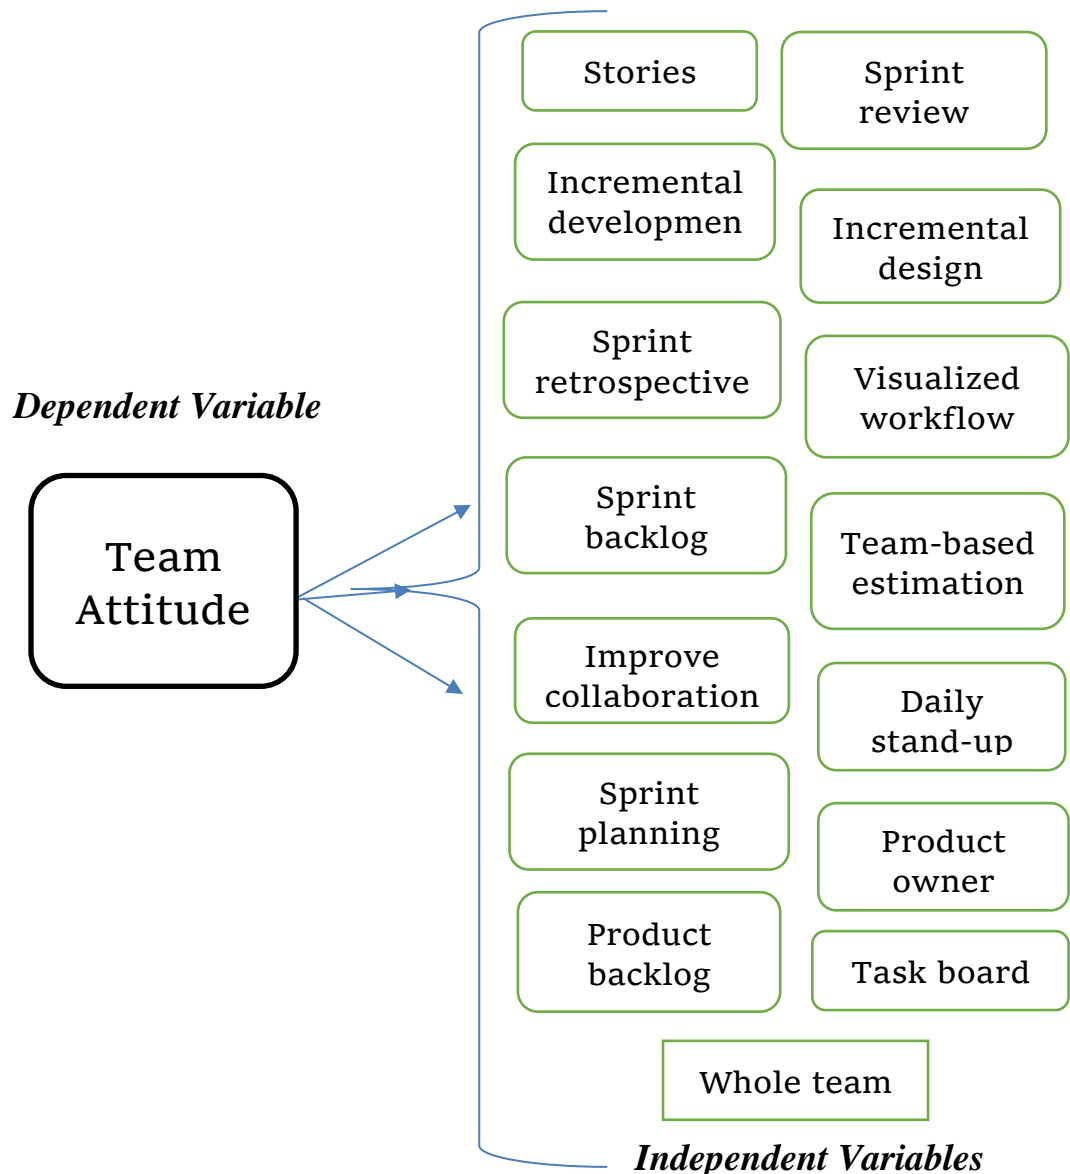 Stories
Sprint
review
Incremental
developmen
Incremental
design
Sprint
retrospective
Visualized
workflow
Dependent Variable
Sprint
backlog
Team-based
estimation
Team
Attitude
Improve
collaboration
Daily
stand-up
Sprint
planning
Product
owner
Product
backlog
Task board
Whole team
Independent Variables